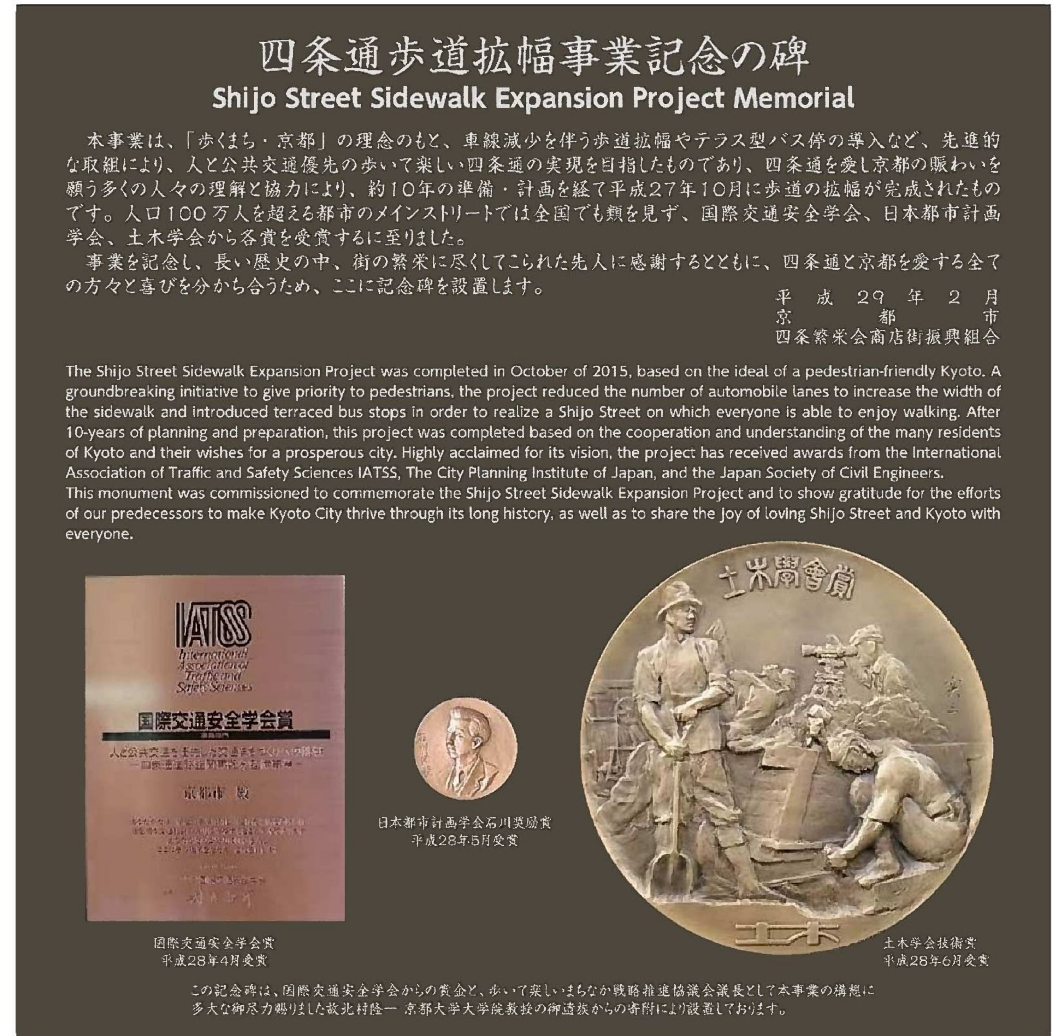 四条通歩道拡幅事業記念の碑
Shijo Street Sidewalk Expansion Project Memorial
本事業は、「歩くまち・京都」の理念のもと、車線減少を伴う歩道拡幅やテラス型バス停の導入など、先進的
な取組により、人と公共交通優先の歩いて楽しい四条通の実現を目指したものであり、四条通を愛し京都の賑わいを
願う多くの人々の理解と協力により、約10年の準備・計画を経て平成27年10月に歩道の拡幅が完成されたもの
です。人口100万人を超える都市のメインストリートでは全国でも類を見ず、国際交通安全学会、日本都市計画
学会、土木学会から各賞を受賞するに至りました。
事業を記念し、長い歴史の中、街の繁栄に尽くしてこられた先人に感謝するとともに、四条通と京都を愛する全て
の方々と喜びを分かち合うため、ここに記念碑を設置します。
平成29年2月
京都市
四条繁栄会商店街振興組合
The Shijo Street Sidewalk Expansion Project was completed in October of 2015, based on the ideal of a pedestrian-friendly Kyoto. A
groundbreaking initiative to give priority to pedestrians, the project reduced the number of automobile lanes to increase the width of
the sidewalk and introduced terraced bus stops in order to realize a Shijo Street on which everyone is able to enjoy walking. After
10-years of planning and preparation, this project was completed based on the cooperation and understanding of the many residents
of Kyoto and their wishes for a prosperous city. Highly acclaimed for its vision, the project has received awards from the International
Association of Traffic and Safety Sciences IATSS, The City Planning Institute of Japan, and the Japan Society of Civil Engineers.
This monument was commissioned to commemorate the Shijo Street Sidewalk Expansion Project and to show gratitude for the efforts
of our predecessors to make Kyoto City thrive through its long history, as well as to share the joy of loving Shijo Street and Kyoto with
everyone.
IATSS
International
Association of
Traffic and
Safety Sciences
国際交通安全学会賞
京都市 殿
国際交通安全学会賞
平成28年4月受賞
日本都市計画学会石川奨励賞
平成28年5月受賞
土木學會賞
土木
土木学会技術賞
平成28年6月受賞
この記念碑は、国際交通安全学会からの賞金と、歩いて楽しいまちなか戦略推進協議会議長として本事業の構想に
多大な御尽力賜りました故北村隆一 京都大学大学院教授の御遺族からの寄附により設置しております。